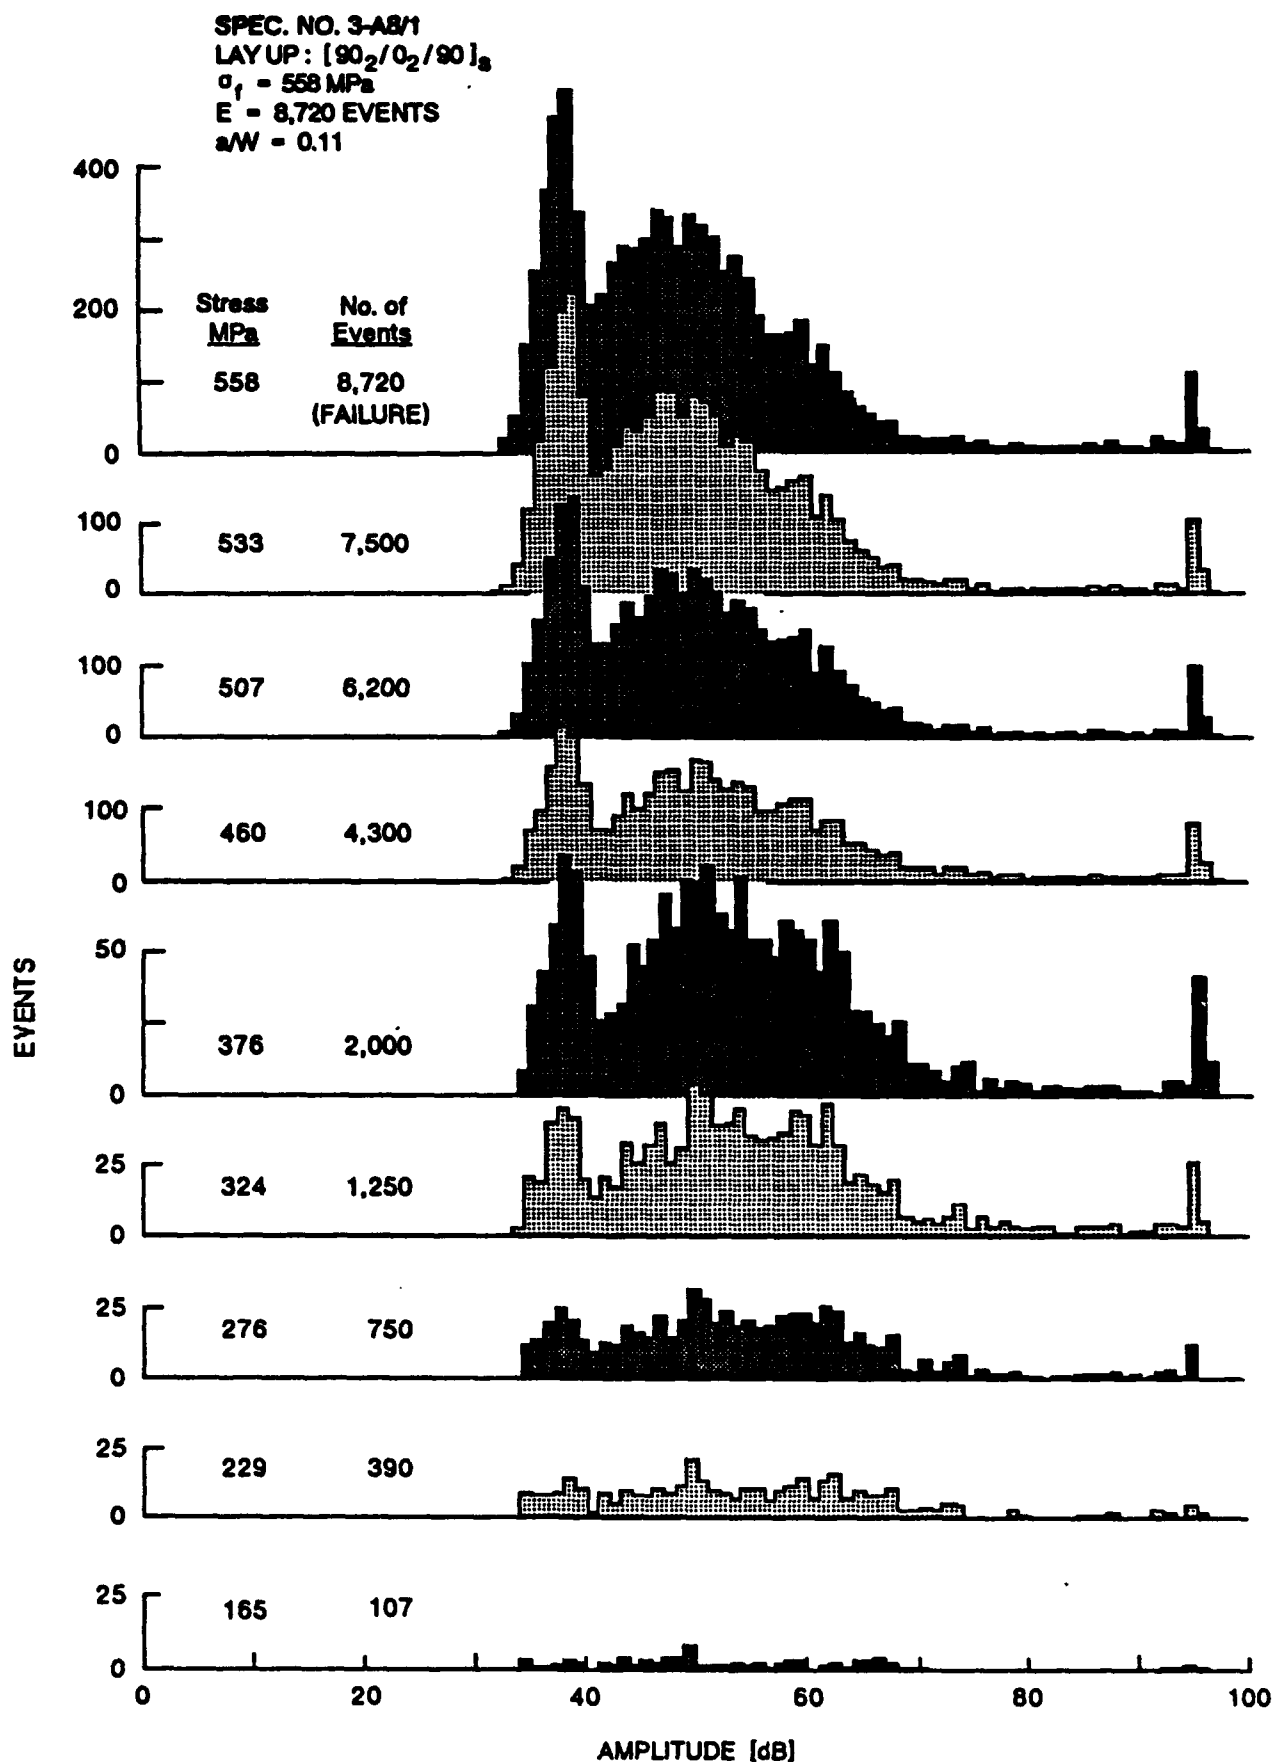 SPEC. NO. 3-A8/1
LAY UP: [90₂/0₂/90]ₛ
σf = 558 MPa
E = 8,720 EVENTS
a/W = 0.11
400
200
0
Stress MPa
No. of Events
558 8,720
(FAILURE)
100
0
533 7,500
100
0
507 6,200
100
0
460 4,300
50
0
376 2,000
25
0
324 1,250
25
0
276 750
25
0
229 390
25
0
165 107
0 20 40 60 80 100
EVENTS
AMPLITUDE [dB]